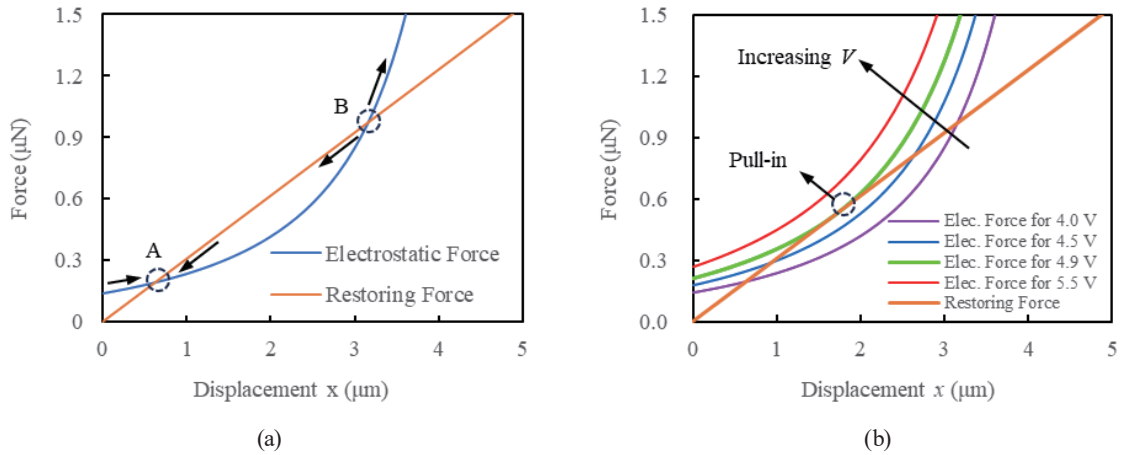 1.5
1.2
0.9
0.6
0.3
0
0 1 2 3 4 5
Force (μN)
Displacement x (μm)
A
B
Electrostatic Force
Restoring Force
(a)
1.5
1.2
0.9
0.6
0.3
0.0
0 1 2 3 4 5
Force (μN)
Displacement x (μm)
Increasing V
Pull-in
Elec. Force for 4.0 V
Elec. Force for 4.5 V
Elec. Force for 4.9 V
Elec. Force for 5.5 V
Restoring Force
(b)